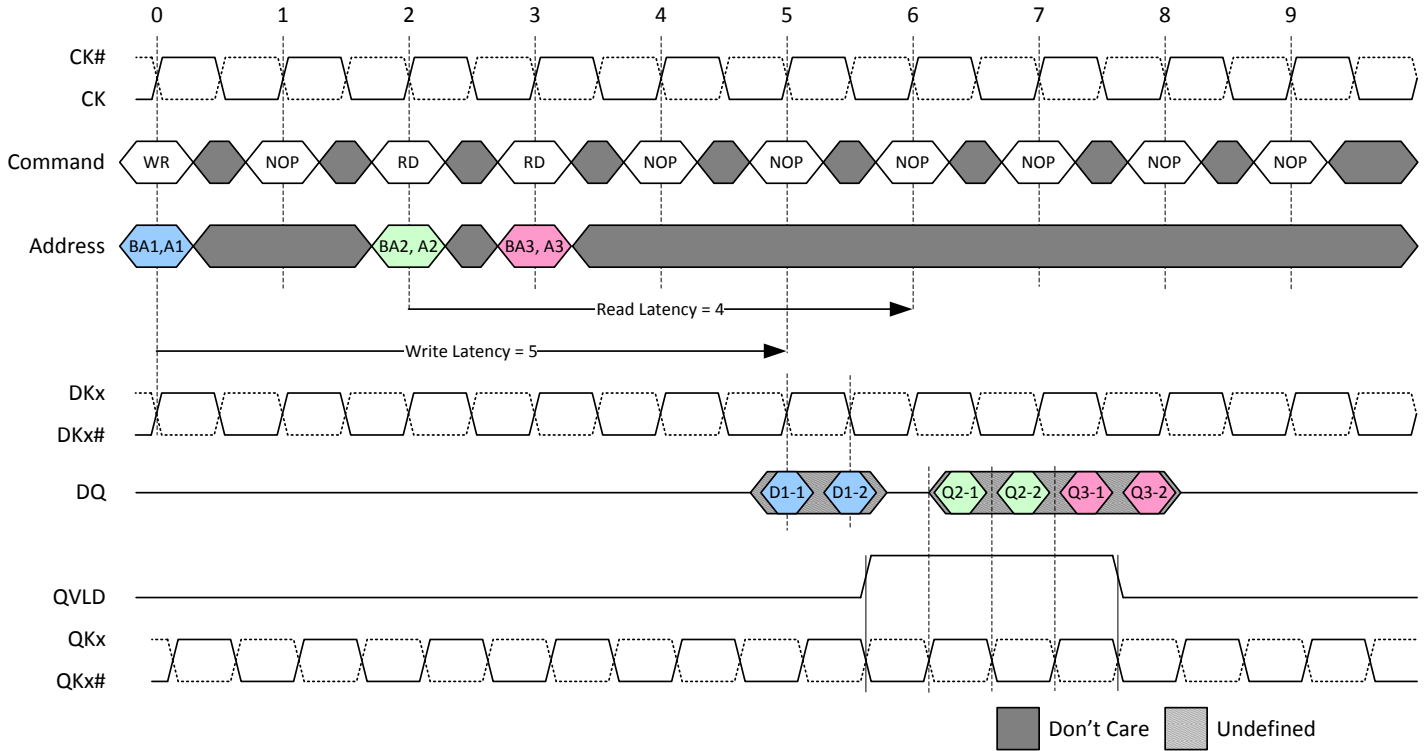 0 1 2 3 4 5 6 7 8 9
CK#
CK
Command WR NOP RD RD NOP NOP NOP NOP NOP NOP
Address BA1,A1 BA2, A2 BA3, A3
Read Latency = 4
Write Latency = 5
DKx
DKx#
DQ D1-1 D1-2 Q2-1 Q2-2 Q3-1 Q3-2
QVLD
QKx
QKx#
Don't Care Undefined